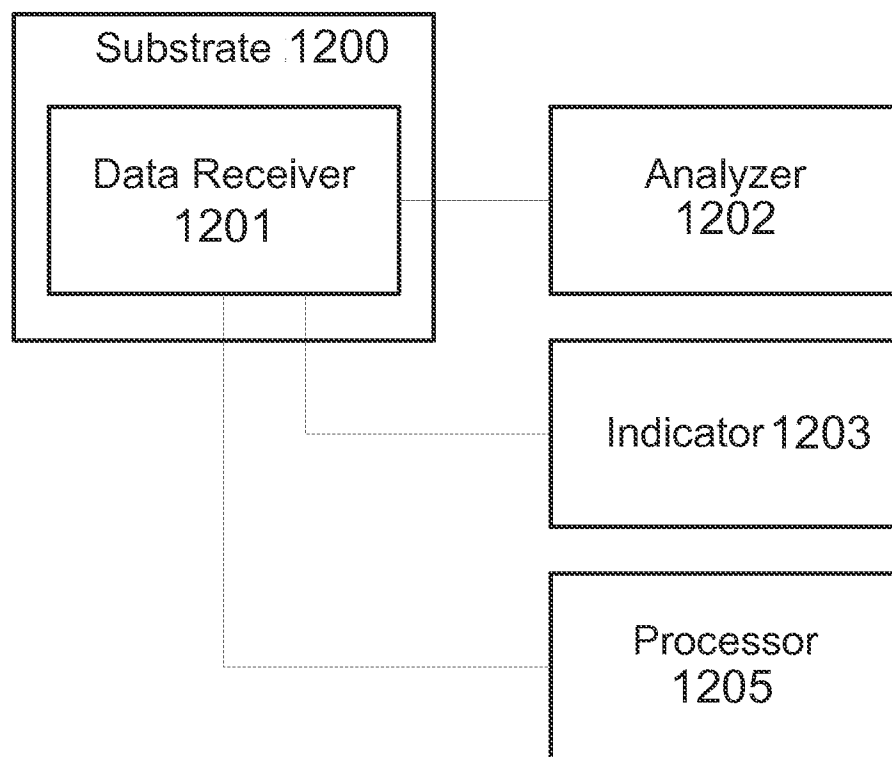 Substrate 1200
Data Receiver
1201
Analyzer
1202
Indicator 1203
Processor
1205